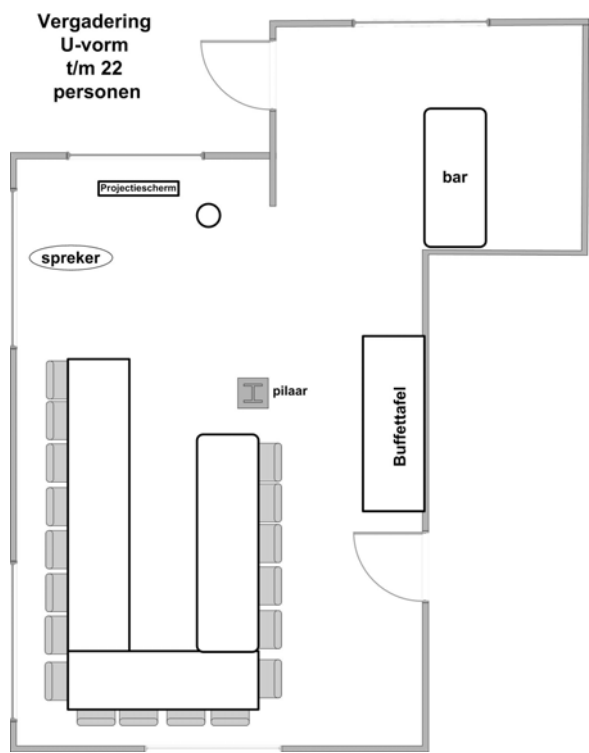 Vergadering
U-vorm
t/m 22
personen
Projectiescherm
bar
spreker
pilaar
Buffettafel